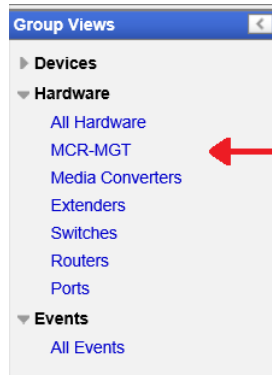 Group Views
Devices
Hardware
All Hardware
MCR-MGT
Media Converters
Extenders
Switches
Routers
Ports
Events
All Events